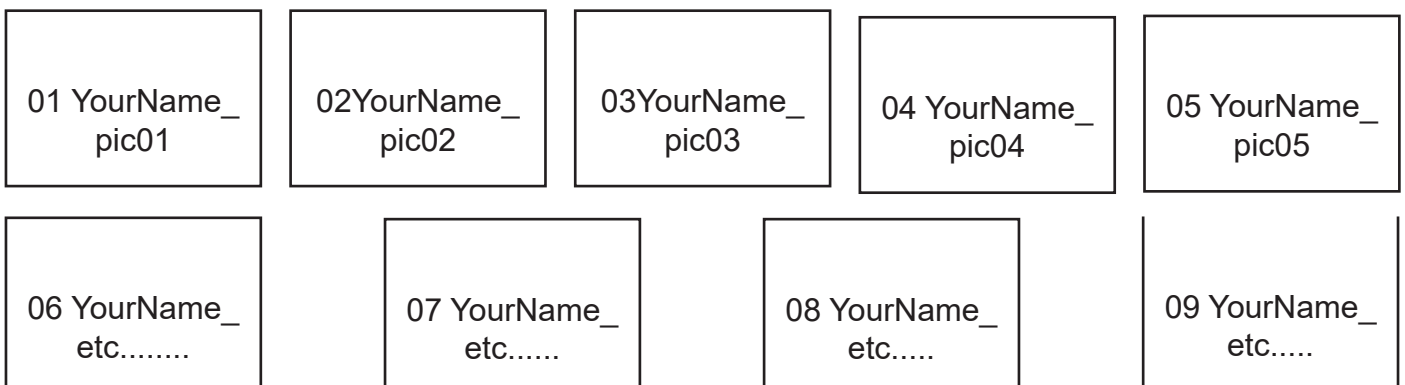 01 YourName_
pic01
02YourName_
pic02
03YourName_
pic03
04 YourName_
pic04
05 YourName_
pic05
06 YourName_
etc........
07 YourName_
etc......
08 YourName_
etc.....
09 YourName_
etc.....